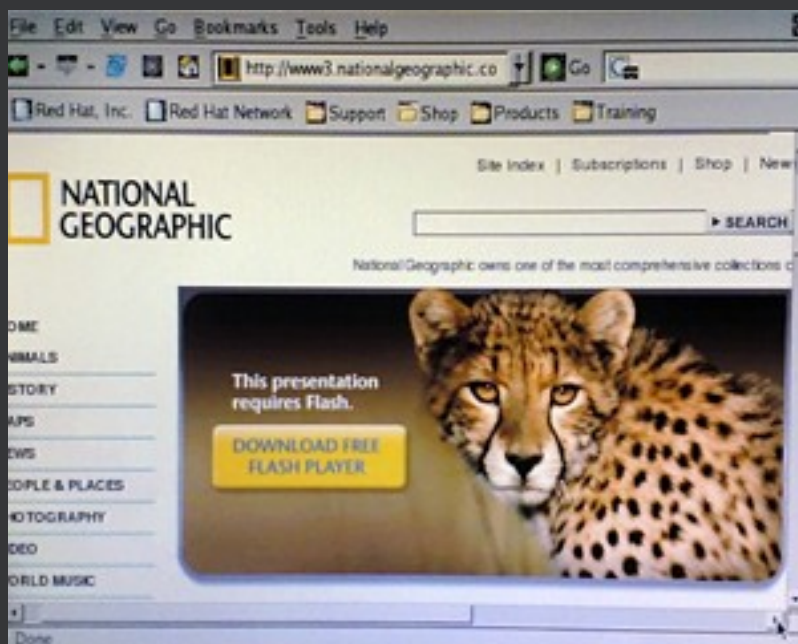 File Edit View Go Bookmarks Tools Help
http://www3.nationalgeographic.co Go
Red Hat, Inc. Red Hat Network Support Shop Products Training
Site Index | Subscriptions | Shop | New
NATIONAL
GEOGRAPHIC
SEARCH
National Geographic owns one of the most comprehensive collections o
OME
NIMALS
STORY
APS
EWS
EOPLE & PLACES
HOTOGRAPHY
DEO
ORLD MUSIC
This presentation
requires Flash.
DOWNLOAD FREE
FLASH PLAYER
Done